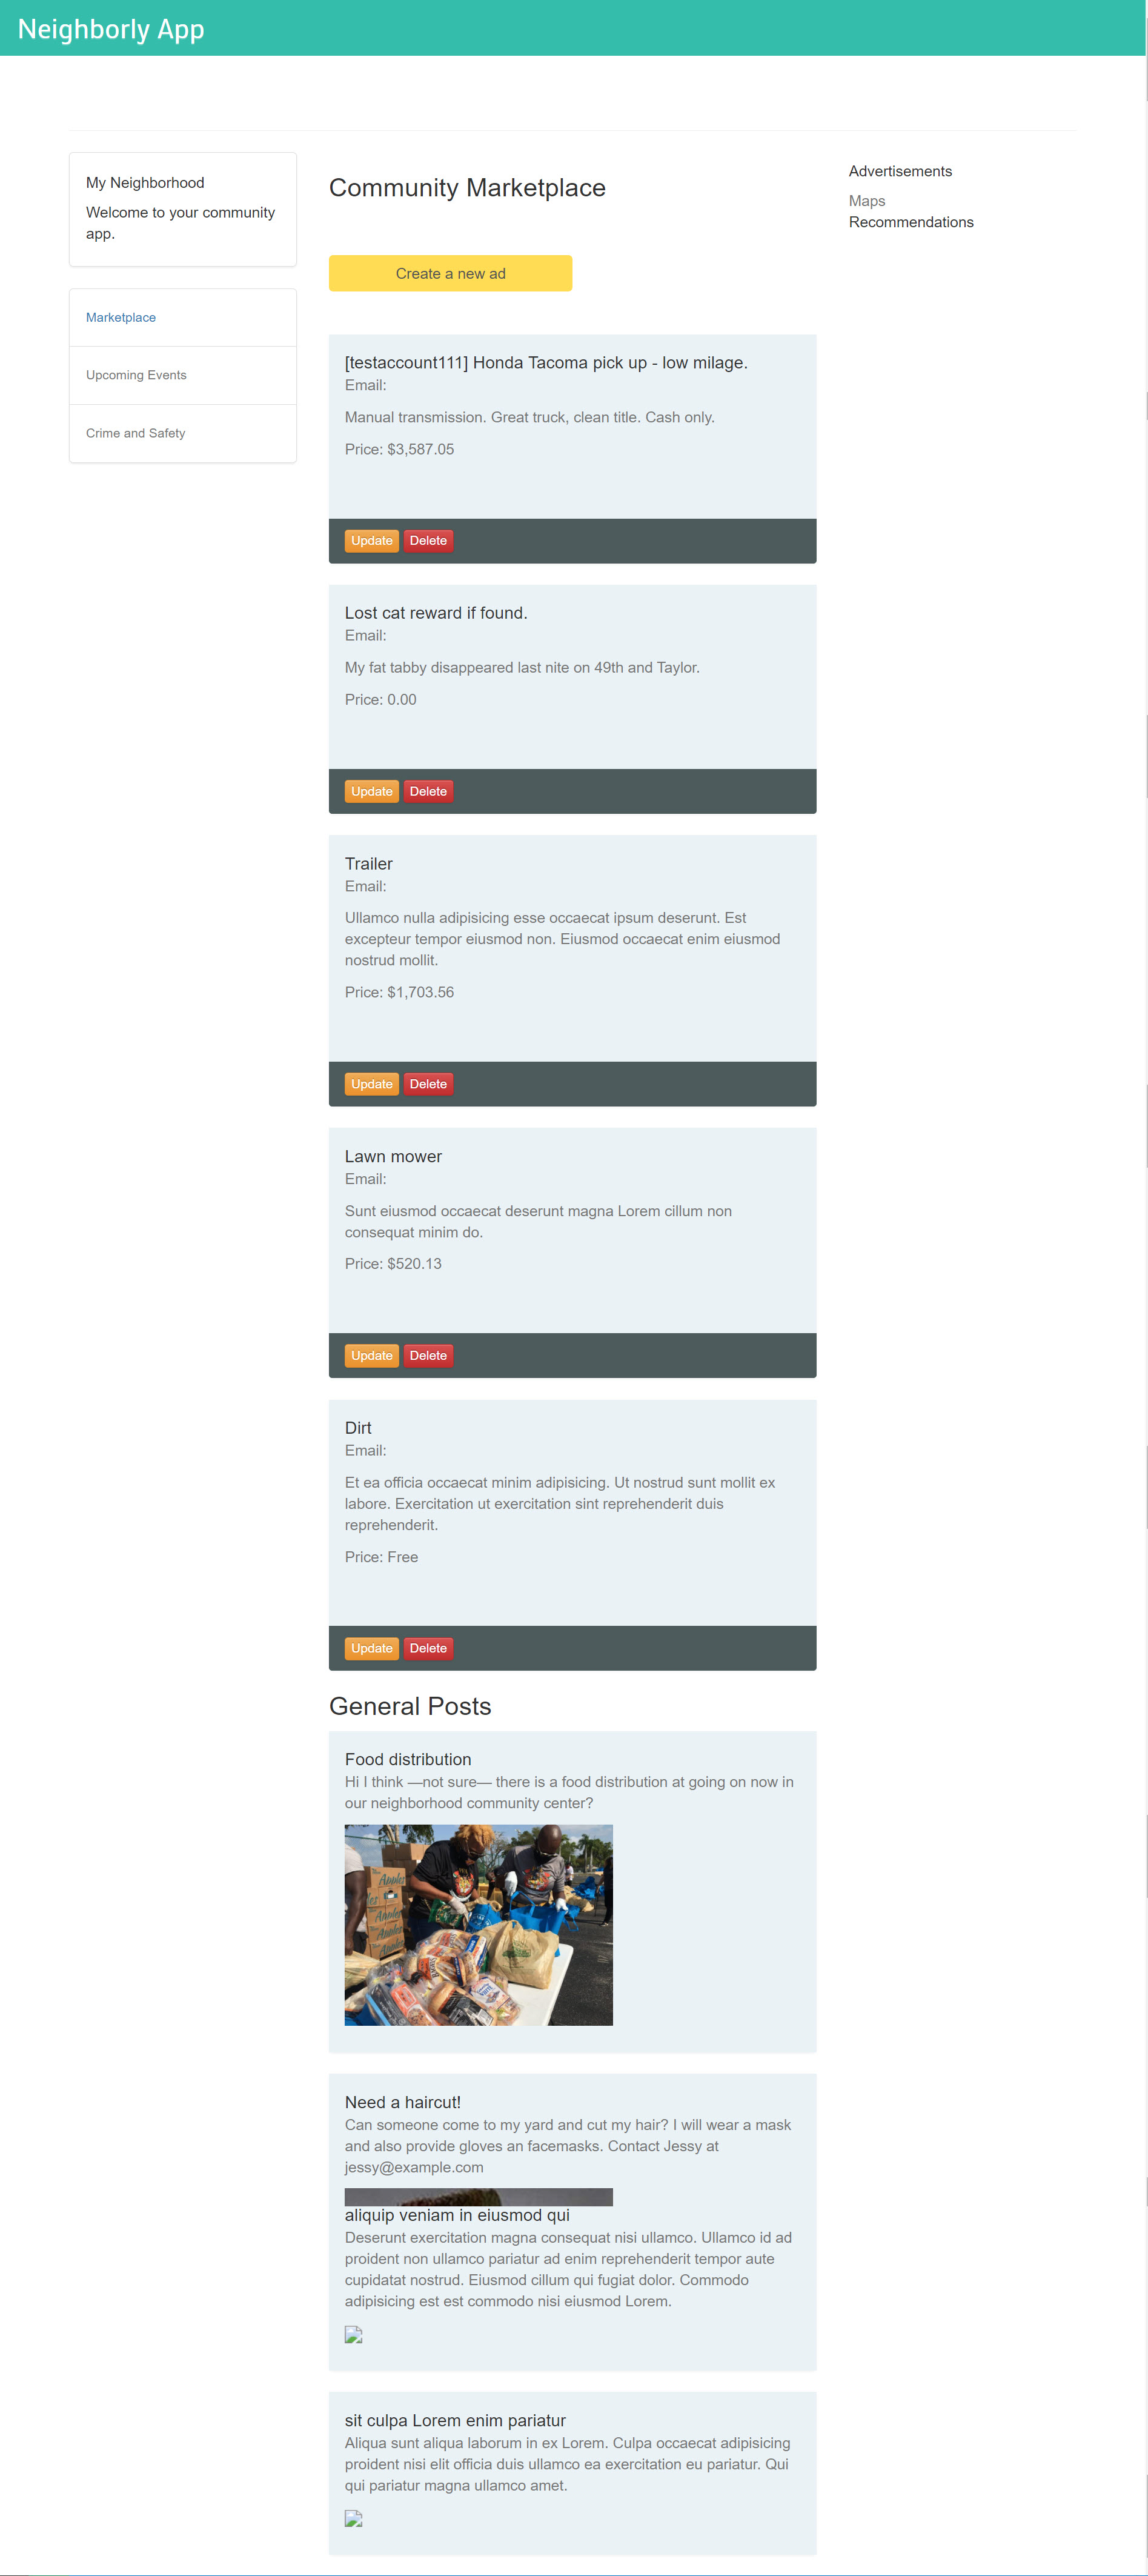 Neighborly App
My Neighborhood
Welcome to your community
app.
Marketplace
Upcoming Events
Crime and Safety
Community Marketplace
Create a new ad
[testaccount111] Honda Tacoma pick up - low milage.
Email:
Manual transmission. Great truck, clean title. Cash only.
Price: $3,587.05
Update Delete
Lost cat reward if found.
Email:
My fat tabby disappeared last nite on 49th and Taylor.
Price: 0.00
Update Delete
Trailer
Email:
Ullamco nulla adipisicing esse occaecat ipsum deserunt. Est
excepteur tempor eiusmod non. Eiusmod occaecat enim eiusmod
nostrud mollit.
Price: $1,703.56
Update Delete
Lawn mower
Email:
Sunt eiusmod occaecat deserunt magna Lorem cillum non
consequat minim do.
Price: $520.13
Update Delete
Dirt
Email:
Et ea officia occaecat minim adipisicing. Ut nostrud sunt mollit ex
labore. Exercitation ut exercitation sint reprehenderit duis
reprehenderit.
Price: Free
Update Delete
General Posts
Food distribution
Hi I think —not sure— there is a food distribution at going on now in
our neighborhood community center?
Apples
Apples
Apples
Need a haircut!
Can someone come to my yard and cut my hair? I will wear a mask
and also provide gloves an facemasks. Contact Jessy at
jessy@example.com
aliquip veniam in eiusmod qui
Deserunt exercitation magna consequat nisi ullamco. Ullamco id ad
proident non ullamco pariatur ad enim reprehenderit tempor aute
cupidatat nostrud. Eiusmod cillum qui fugiat dolor. Commodo
adipisicing est est commodo nisi eiusmod Lorem.
sit culpa Lorem enim pariatur
Aliqua sunt aliqua laborum in ex Lorem. Culpa occaecat adipisicing
proident nisi elit officia duis ullamco ea exercitation eu pariatur. Qui
qui pariatur magna ullamco amet.
Advertisements
Maps
Recommendations